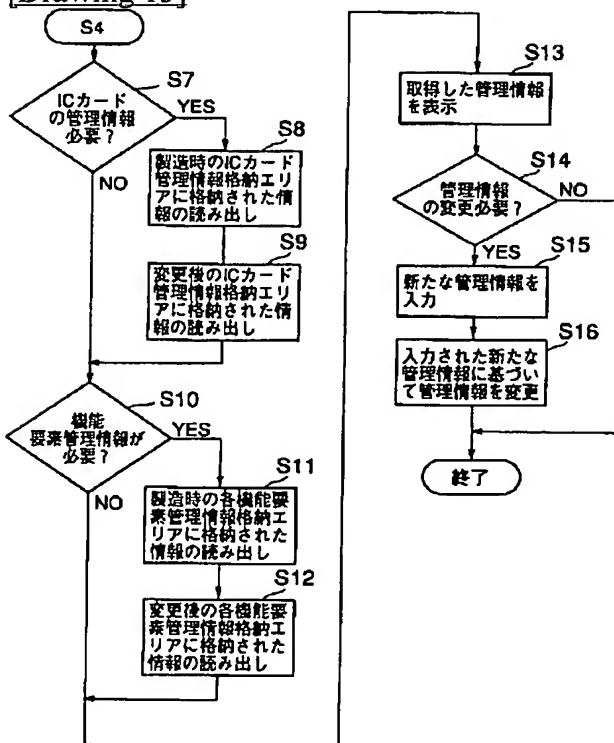 S4
S7
ICカード
の管理情報
必要？
YES
NO
S8
製造時のICカード
管理情報格納エリ
アに格納された情
報の読み出し
S9
変更後のICカード
管理情報格納エリ
アに格納された情
報の読み出し
S10
機能
要素管理情報が
必要？
YES
NO
S11
製造時の各機能要
素管理情報格納エ
リアに格納された
情報の読み出し
S12
変更後の各機能要
素管理情報格納エ
リアに格納された
情報の読み出し
S13
取得した管理情報
を表示
S14
管理情報
の変更必要？
NO
YES
S15
新たな管理情報を
入力
S16
入力された新たな
管理情報に基づい
て管理情報を変更
終了